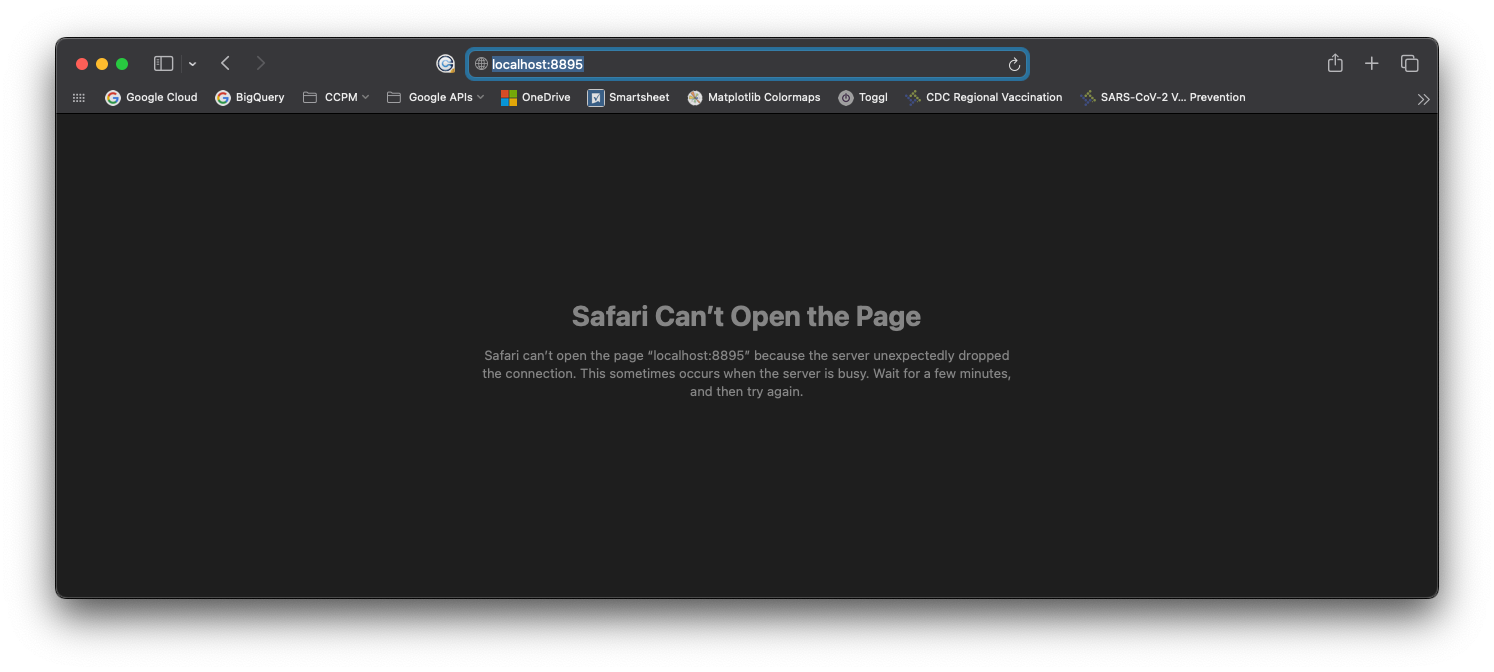 localhost:8895
Google Cloud BigQuery CCPM Google APIs OneDrive Smartsheet Matplotlib Colormaps Toggl CDC Regional Vaccination SARS-CoV-2 V... Prevention
Safari Can’t Open the Page
Safari can’t open the page “localhost:8895” because the server unexpectedly dropped
the connection. This sometimes occurs when the server is busy. Wait for a few minutes,
and then try again.